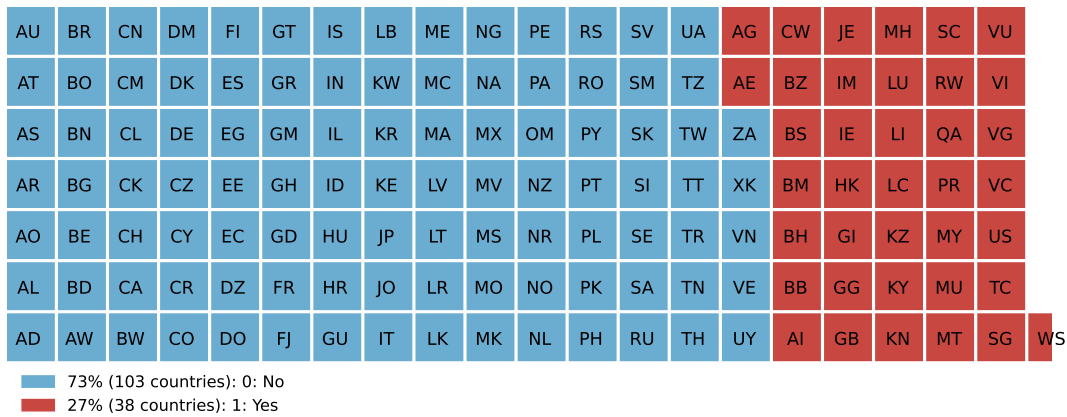 AU BR CN DM FI GT IS LB ME NG PE RS SV UA AG CW JE MH SC VU
AT BO CM DK ES GR IN KW MC NA PA RO SM TZ AE BZ IM LU RW VI
AS BN CL DE EG GM IL KR MA MX OM PY SK TW ZA BS IE LI QA VG
AR BG CK CZ EE GH ID KE LV MV NZ PT SI TT XK BM HK LC PR VC
AO BE CH CY EC GD HU JP LT MS NR PL SE TR VN BH GI KZ MY US
AL BD CA CR DZ FR HR JO LR MO NO PK SA TN VE BB GG KY MU TC
AD AW BW CO DO FJ GU IT LK MK NL PH RU TH UY AI GB KN MT SG WS
73% (103 countries): 0: No
27% (38 countries): 1: Yes